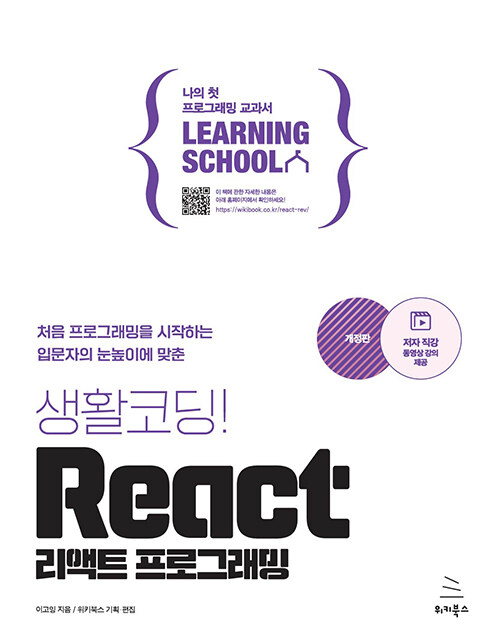 나의 첫
프로그래밍 교과서
LEARNING
SCHOOL
이 책에 관한 자세한 내용은
아래 홈페이지에서 확인하세요!
https://wikibook.co.kr/react-rev/
처음 프로그래밍을 시작하는
입문자의 눈높이에 맞춘
개정판
저자 직강
동영상 강의
제공
생활코딩!
React
리액트 프로그래밍
이고잉 지음 / 위키북스 기획·편집
위키북스